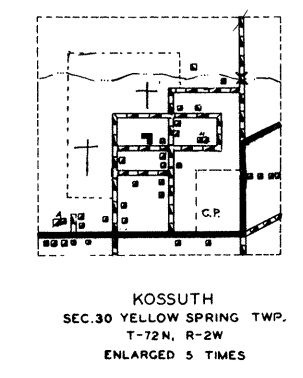 C.P.
KOSSUTH
SEC.30 YELLOW SPRING TWP.
T-72N, R-2W
ENLARGED 5 TIMES